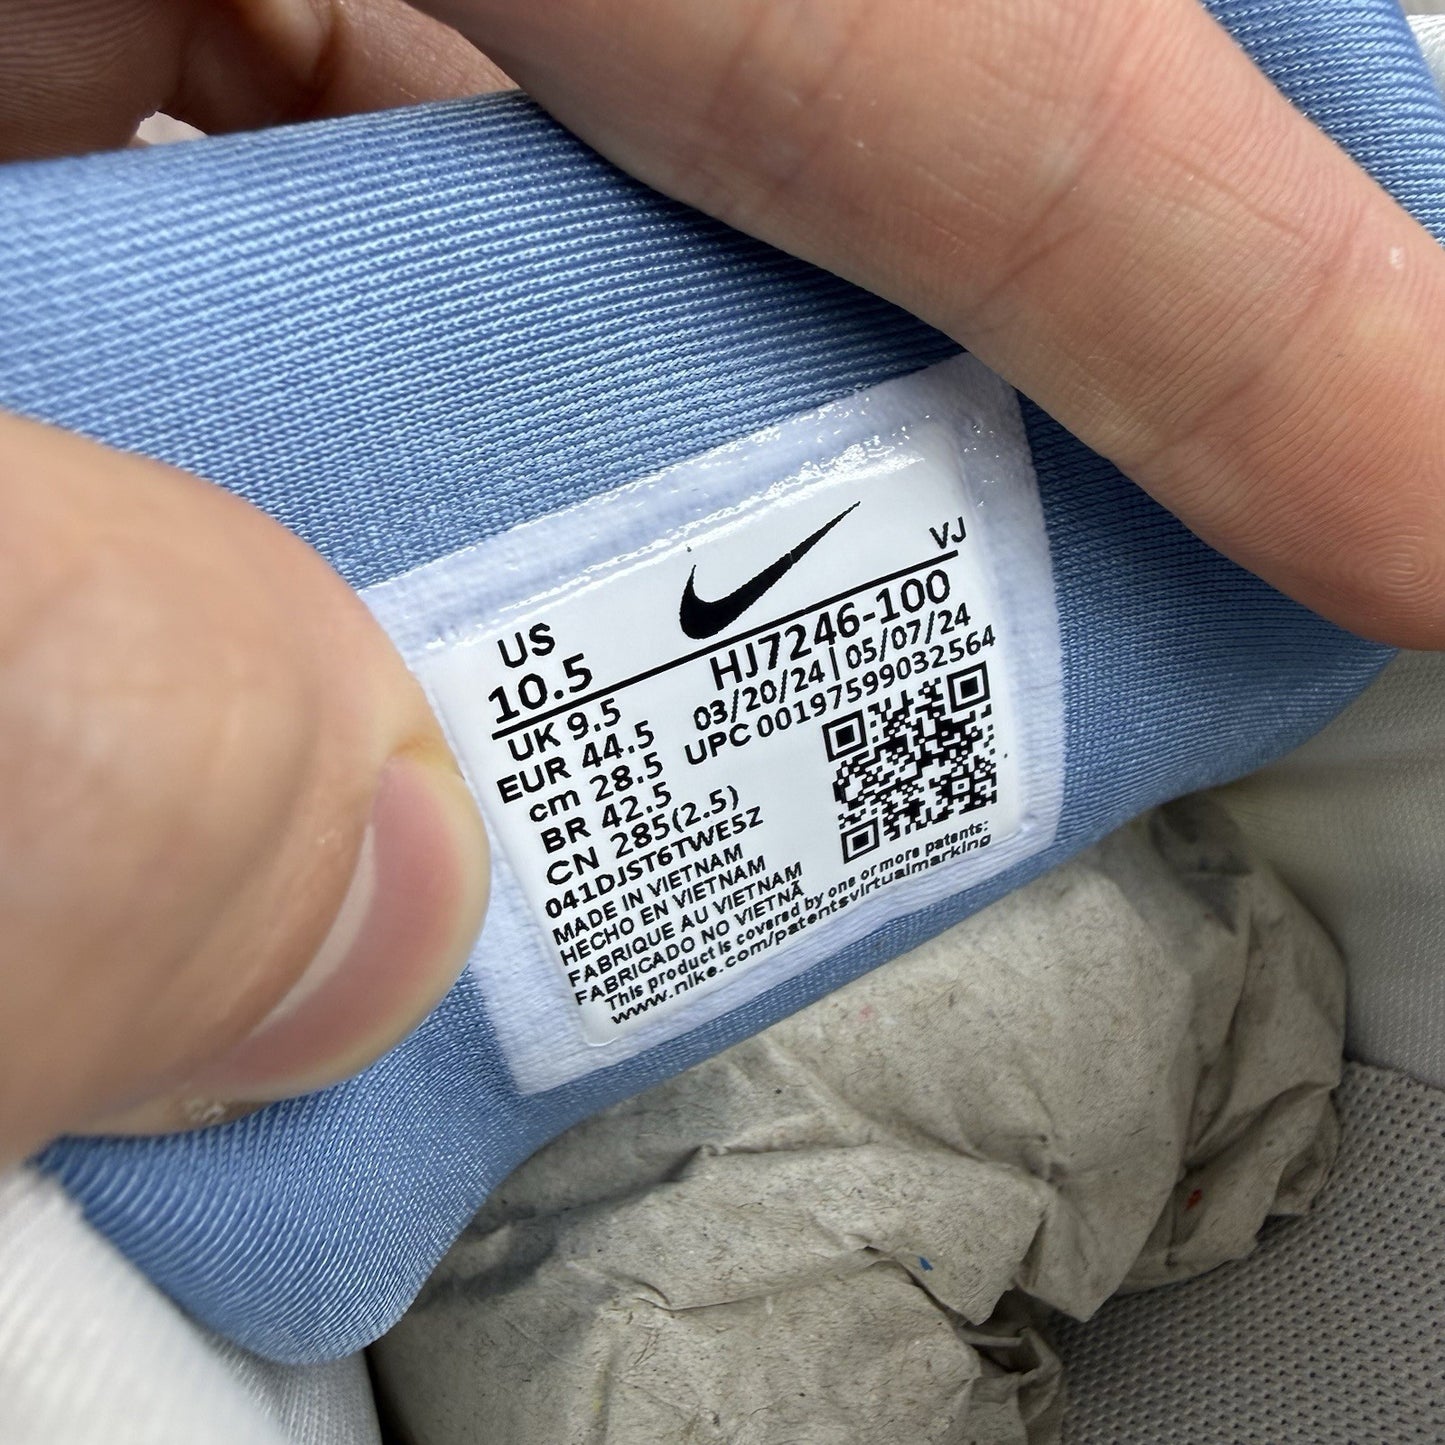 VJ
US
10.5
HJ7246-100
03/20/24|05/07/24
UPC 00197599032564
UK 9.5
EUR 44.5
cm 28.5
BR 42.5
CN 285(2.5)
041DJST6TWE5Z
MADE IN VIETNAM
HECHO EN VIETNAM
FABRIQUE AU VIETNAM
FABRICADO NO VIETNÃ
This product is covered by one or more patents:
www.nike.com/patentsvirtualmarking